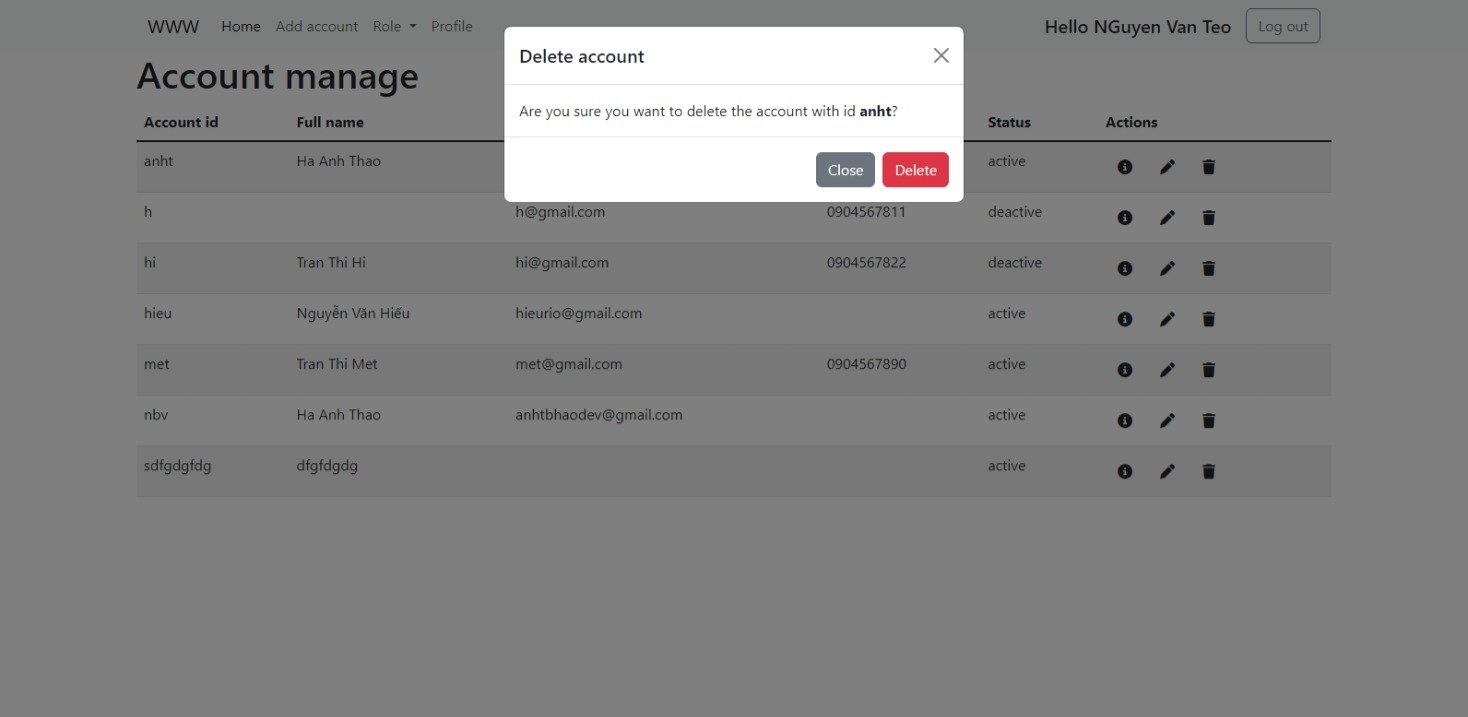 WWW Home Add account Role Profile Hello NGuyen Van Teo Log out
Delete account
Are you sure you want to delete the account with id anht?
Close Delete
Account manage
Account id Full name Status Actions
anht Ha Anh Thao active
h h@gmail.com 0904567811 deactive
hi Tran Thi Hi hi@gmail.com 0904567822 deactive
hieu Nguyễn Văn Hiếu hieurio@gmail.com active
met Tran Thi Met met@gmail.com 0904567890 active
nbv Ha Anh Thao anhtbhaodev@gmail.com active
sdfgdgfdg dfgfdgdg active